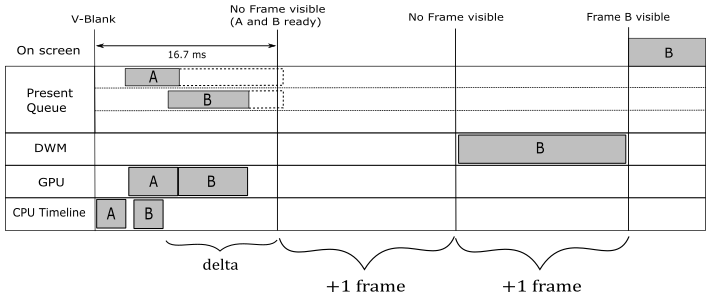 V-Blank
No Frame visible
(A and B ready)
No Frame visible
Frame B visible
On screen
16.7 ms
B
Present
Queue
A
B
DWM
B
GPU
A
B
CPU Timeline
A
B
delta
+1 frame
+1 frame